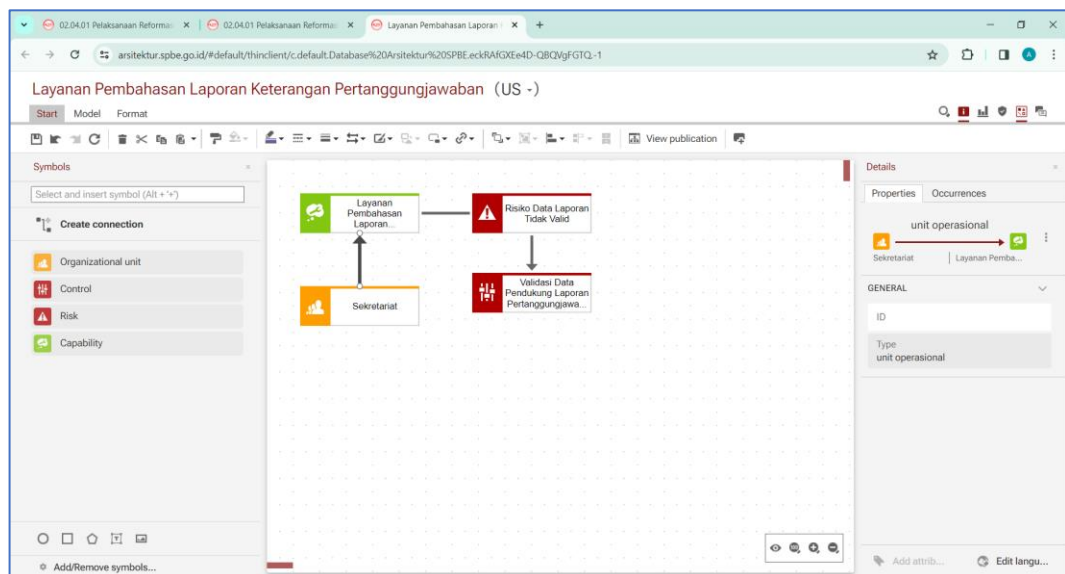 02.04.01 Pelaksanaan Reformas
02.04.01 Pelaksanaan Reformas
Layanan Pembahasan Laporan
arsitektur.spbe.go.id/#default/thinclient/c.default.Database%20Arsitektur%20SPBE.eckRAfGXEe4D-QBQVgFGTQ.-1
A
Layanan Pembahasan Laporan Keterangan Pertanggungjawaban (US -)
Start Model Format
View publication
Symbols
Select and insert symbol (Alt + '+')
Create connection
Organizational unit
Control
Risk
Capability
Add/Remove symbols...
Layanan
Pembahasan
Laporan...
Risiko Data Laporan
Tidak Valid
Sekretariat
Validasi Data
Pendukung Laporan
Pertanggungjawa...
Details
Properties Occurrences
unit operasional
Sekretariat Layanan Pemba...
GENERAL
ID
Type
unit operasional
Add attrib... Edit langu...